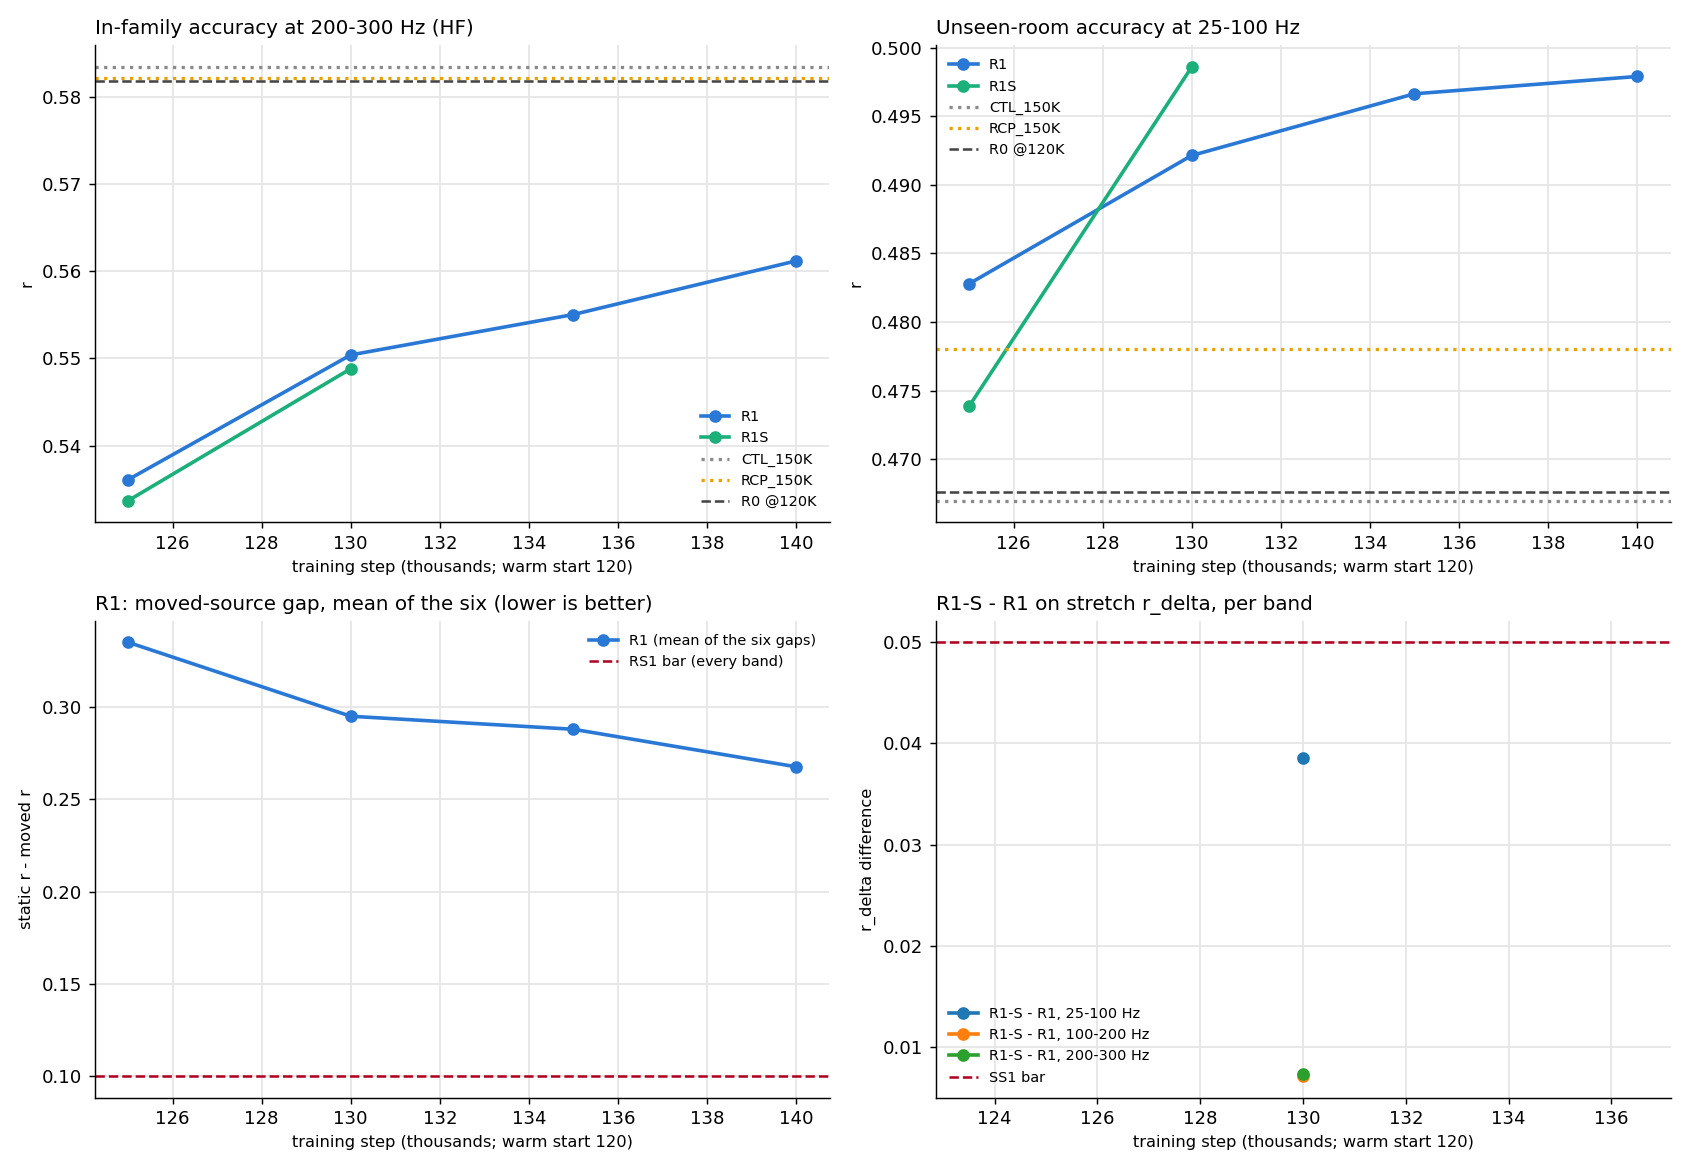 In-family accuracy at 200-300 Hz (HF)
0.58
0.57
0.56
0.55
0.54
r
R1
R1S
CTL_150K
RCP_150K
R0 @120K
126 128 130 132 134 136 138 140
training step (thousands; warm start 120)
Unseen-room accuracy at 25-100 Hz
0.500
0.495
0.490
0.485
0.480
0.475
0.470
r
R1
R1S
CTL_150K
RCP_150K
R0 @120K
126 128 130 132 134 136 138 140
training step (thousands; warm start 120)
R1: moved-source gap, mean of the six (lower is better)
0.30
0.25
0.20
0.15
0.10
static r - moved r
R1 (mean of the six gaps)
RS1 bar (every band)
126 128 130 132 134 136 138 140
training step (thousands; warm start 120)
R1-S - R1 on stretch r_delta, per band
0.05
0.04
0.03
0.02
0.01
r_delta difference
R1-S - R1, 25-100 Hz
R1-S - R1, 100-200 Hz
R1-S - R1, 200-300 Hz
SS1 bar
124 126 128 130 132 134 136
training step (thousands; warm start 120)